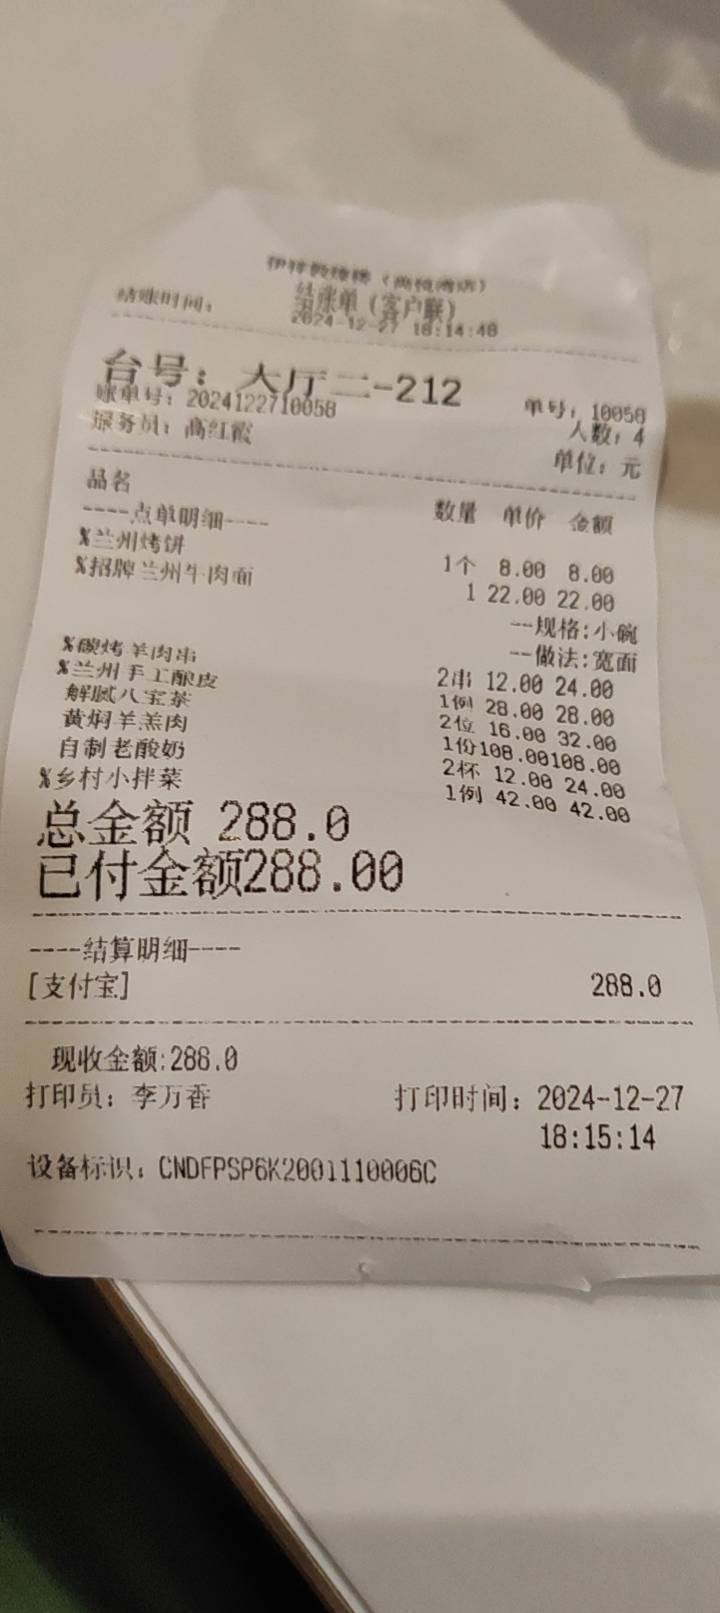 结账单（客户联）
结账时间： 2024-12-27 18:14:48
台号：大厅二-212
账单号：2024122710058 单号：10058
服务员：高红霞 人数：4
单位：元
品名 数量 单价 金额
----点单明细----
%兰州烤饼 1个 8.00 8.00
%招牌兰州牛肉面 1 22.00 22.00
--规格:小碗
--做法:宽面
%碳烤羊肉串 2串 12.00 24.00
%兰州手工酿皮 1例 28.00 28.00
解腻八宝茶 2位 16.00 32.00
黄焖羊羔肉 1份108.00108.00
自制老酸奶 2杯 12.00 24.00
%乡村小拌菜 1例 42.00 42.00
总金额 288.0
已付金额288.00
----结算明细----
[支付宝] 288.0
现收金额:288.0
打印员：李万香 打印时间：2024-12-27
18:15:14
设备标识：CNDFPSP6K2001110006C